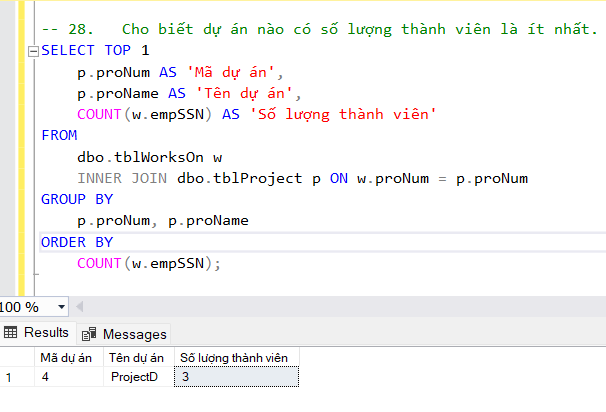 -- 28.   Cho biết dự án nào có số lượng thành viên là ít nhất.
SELECT TOP 1
    p.proNum AS 'Mã dự án',
    p.proName AS 'Tên dự án',
    COUNT(w.empSSN) AS 'Số lượng thành viên'
FROM
    dbo.tblWorksOn w
    INNER JOIN dbo.tblProject p ON w.proNum = p.proNum
GROUP BY
    p.proNum, p.proName
ORDER BY
    COUNT(w.empSSN);
100 %
Results Messages
Mã dự án Tên dự án Số lượng thành viên
1 4 ProjectD 3